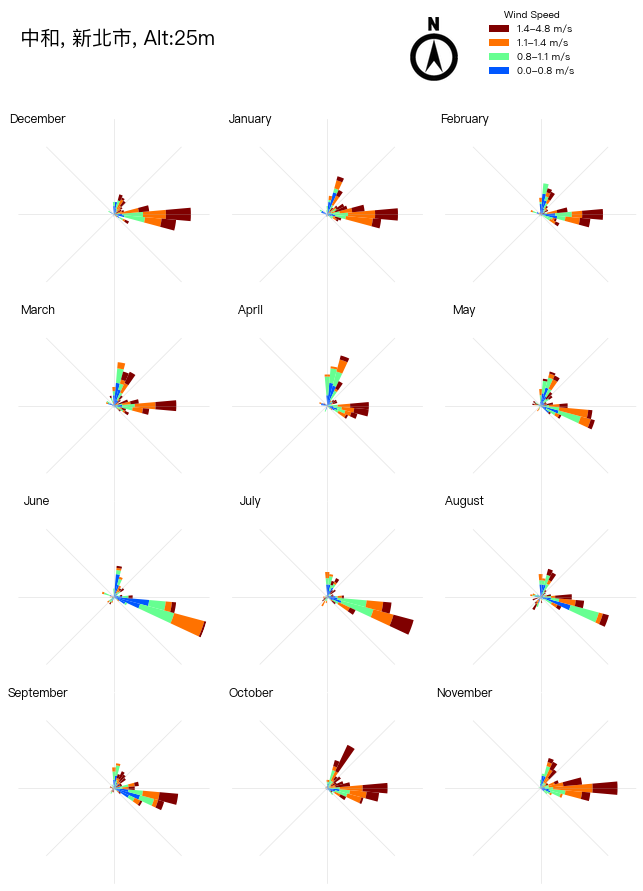 中和, 新北市, Alt:25m
N
Wind Speed
1.4–4.8 m/s
1.1–1.4 m/s
0.8–1.1 m/s
0.0–0.8 m/s
December
January
February
March
April
May
June
July
August
September
October
November